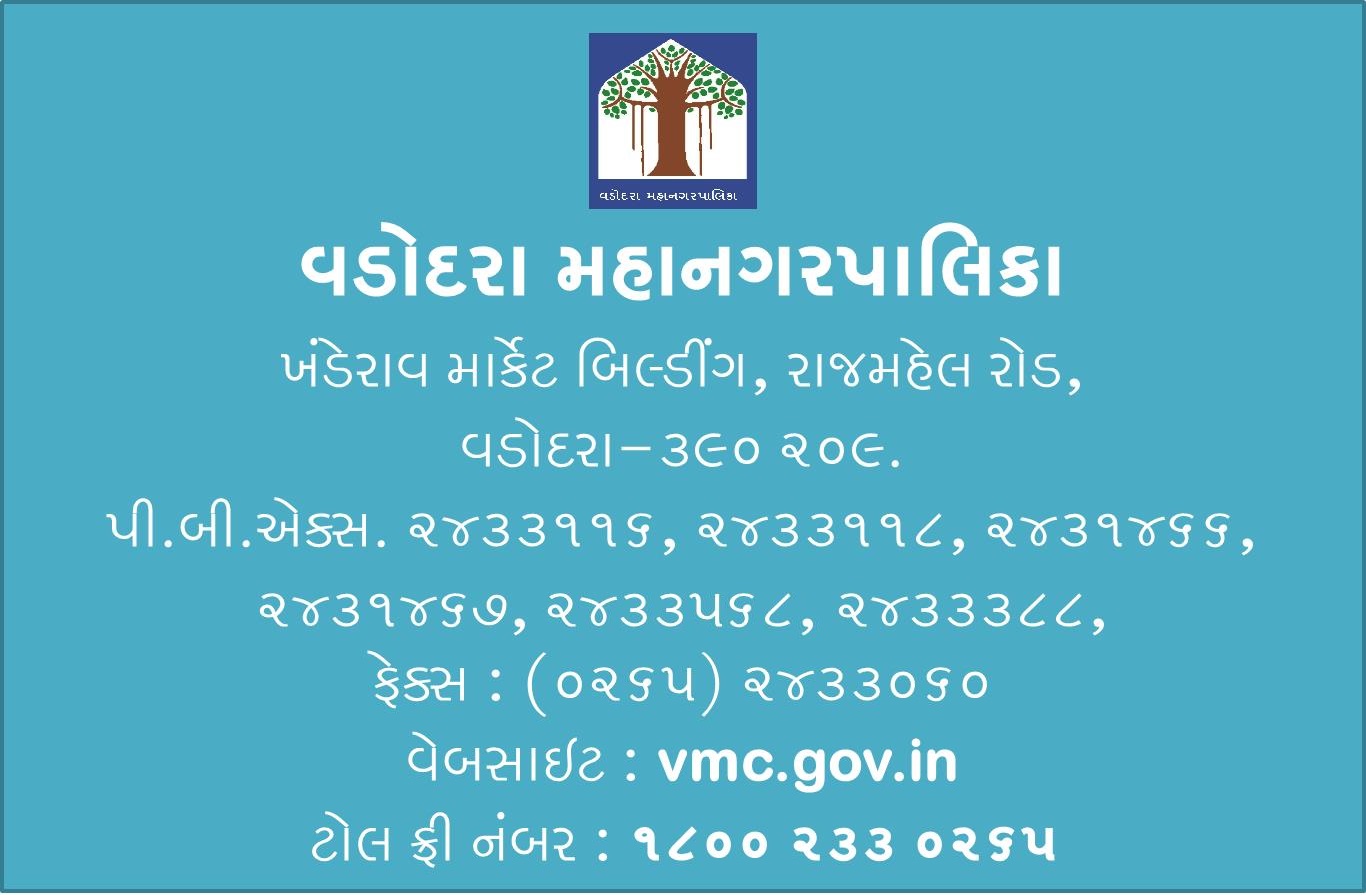 વડોદરા મહાનગરપાલિકા
વડોદરા મહાનગરપાલિકા
ખંડેરાવ માર્કેટ બિલ્ડીંગ, રાજમહેલ રોડ,
વડોદરા–૩૯૦ ૨૦૯.
પી.બી.એક્સ. ૨૪૩૩૧૧૬, ૨૪૩૩૧૧૮, ૨૪૩૧૪૬૬,
૨૪૩૧૪૬૭, ૨૪૩૩૫૬૮, ૨૪૩૩૩૮૮,
ફેક્સ : (૦૨૬૫) ૨૪૩૩૦૬૦
વેબસાઈટ : vmc.gov.in
ટોલ ફ્રી નંબર : ૧૮૦૦ ૨૩૩ ૦૨૬૫